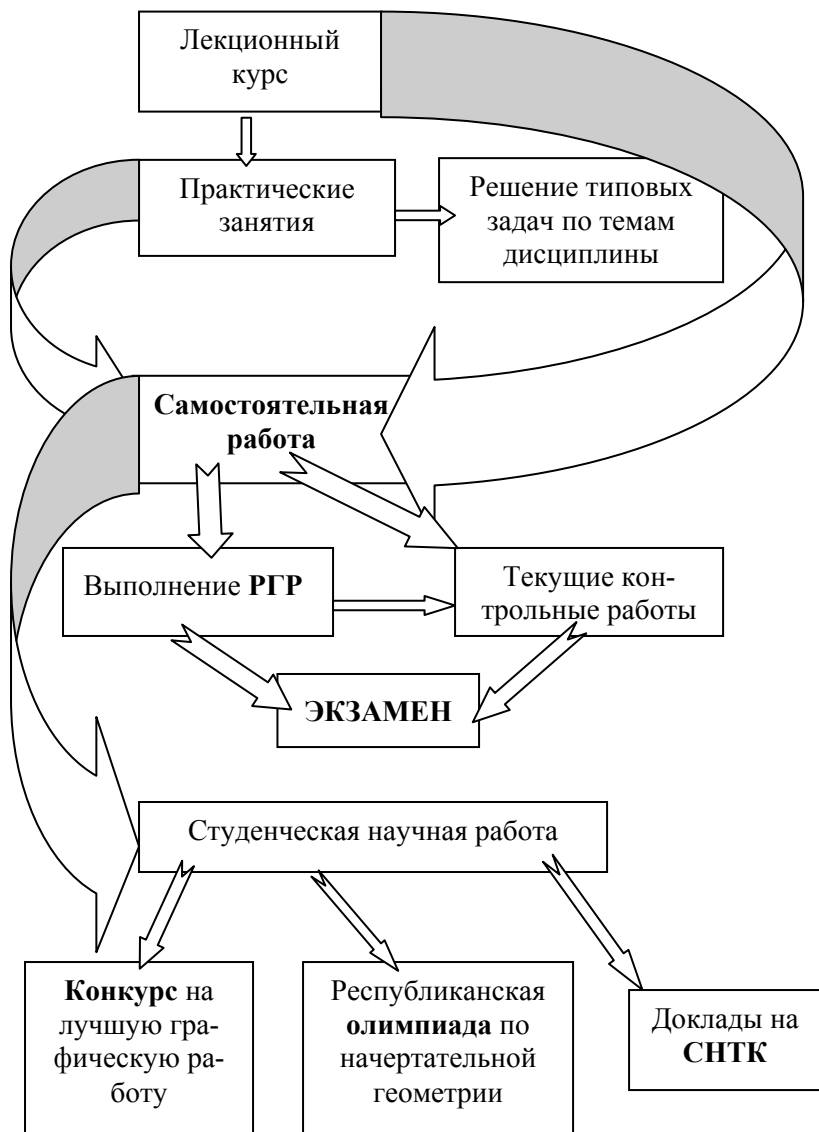 Лекционный
курс
Практические
занятия
Решение типовых
задач по темам
дисциплины
Самостоятельная
работа
Выполнение РГР
Текущие кон-
трольные работы
ЭКЗАМЕН
Студенческая научная работа
Конкурс на
лучшую гра-
фическую ра-
боту
Республиканская
олимпиада по
начертательной
геометрии
Доклады на
СНТК